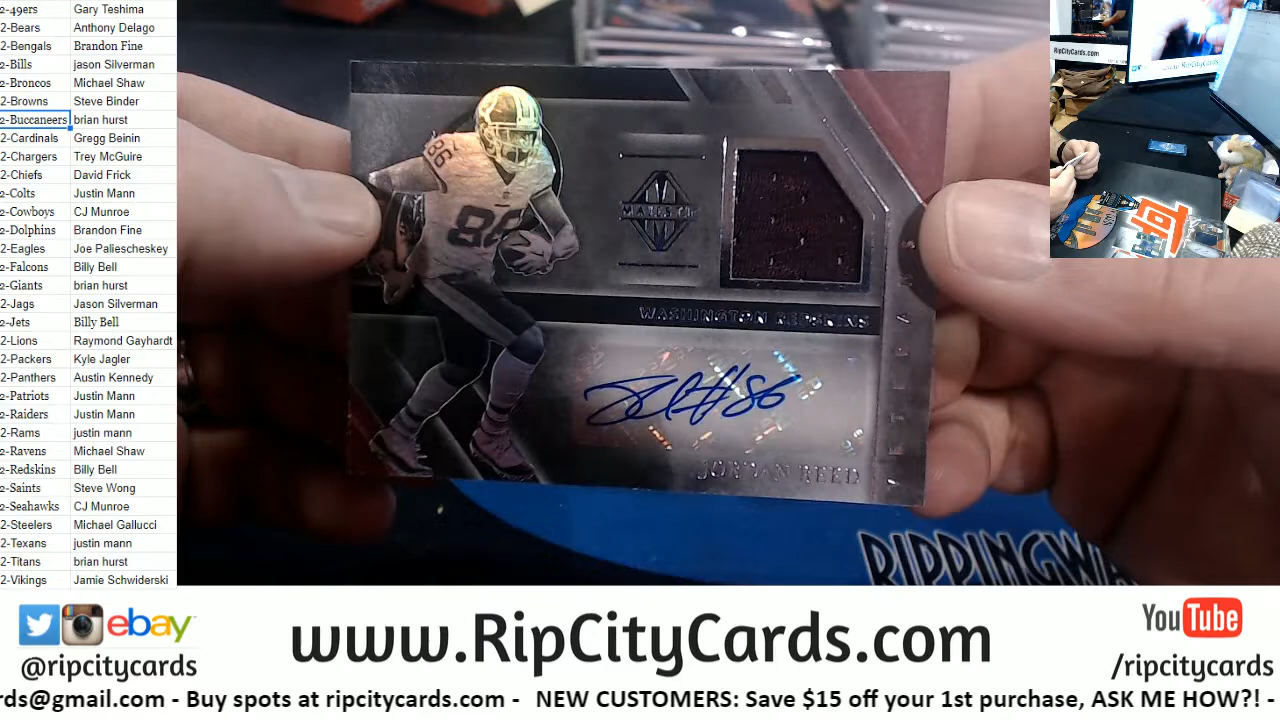 2-49ers Gary Teshima
2-Bears Anthony Delago
2-Bengals Brandon Fine
2-Bills jason Silverman
2-Broncos Michael Shaw
2-Browns Steve Binder
2-Buccaneers brian hurst
2-Cardinals Gregg Beinin
2-Chargers Trey McGuire
2-Chiefs David Frick
2-Colts Justin Mann
2-Cowboys CJ Munroe
2-Dolphins Brandon Fine
2-Eagles Joe Paliescheskey
2-Falcons Billy Bell
2-Giants brian hurst
2-Jags Jason Silverman
2-Jets Billy Bell
2-Lions Raymond Gayhardt
2-Packers Kyle Jagler
2-Panthers Austin Kennedy
2-Patriots Justin Mann
2-Raiders Justin Mann
2-Rams justin mann
2-Ravens Michael Shaw
2-Redskins Billy Bell
2-Saints Steve Wong
2-Seahawks CJ Munroe
2-Steelers Michael Gallucci
2-Texans justin mann
2-Titans brian hurst
2-Vikings Jamie Schwiderski
86
86
MAJESTIC
WASHINGTON REDSKINS
#86
JORDAN REED
RIPPINGWA
RipCityCards.com
ebay
@ripcitycards
www.RipCityCards.com
YouTube
/ripcitycards
rds@gmail.com - Buy spots at ripcitycards.com - NEW CUSTOMERS: Save $15 off your 1st purchase, ASK ME HOW?! -